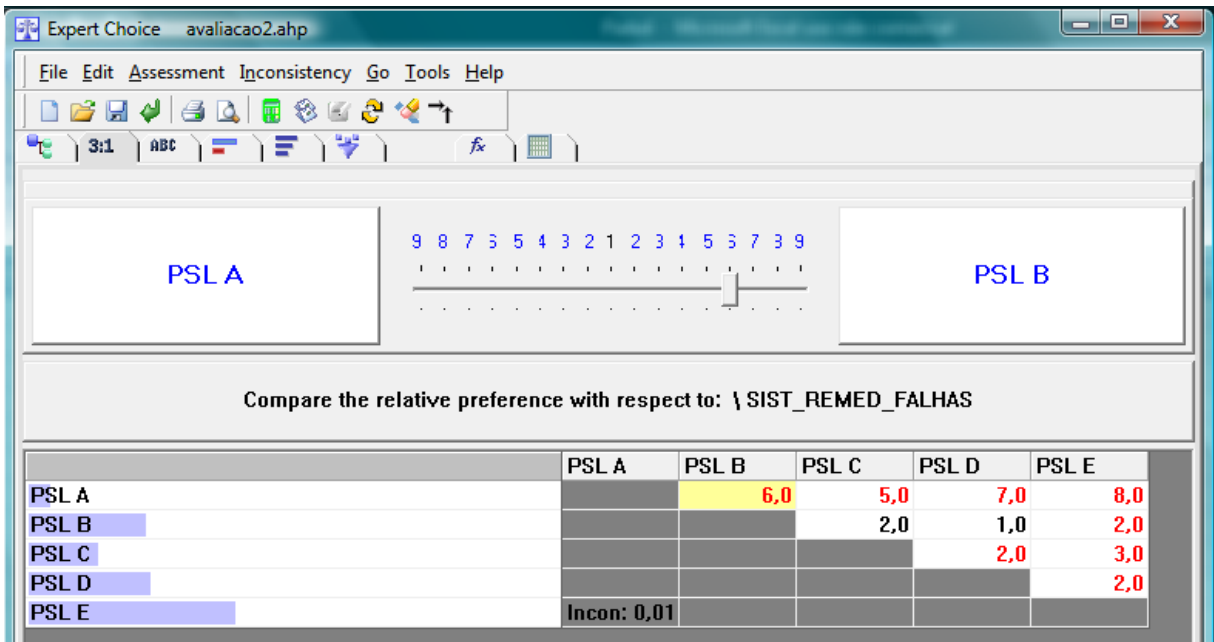 Expert Choice avaliacao2.ahp
File Edit Assessment Inconsistency Go Tools Help
3:1 ABC fx
9 8 7 6 5 4 3 2 1 2 3 4 5 6 7 8 9
PSL A
PSL B
Compare the relative preference with respect to: \ SIST_REMED_FALHAS
PSL A PSL B PSL C PSL D PSL E
PSL A 6,0 5,0 7,0 8,0
PSL B 2,0 1,0 2,0
PSL C 2,0 3,0
PSL D 2,0
PSL E Incon: 0,01